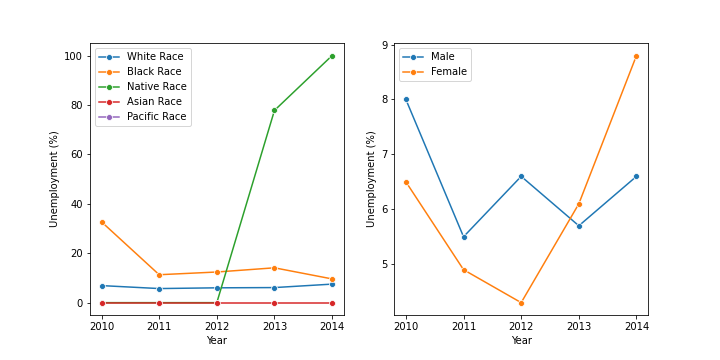 White Race
Black Race
Native Race
Asian Race
Pacific Race
100
80
60
40
20
0
Unemployment (%)
2010 2011 2012 2013 2014
Year
Male
Female
9
8
7
6
5
Unemployment (%)
2010 2011 2012 2013 2014
Year